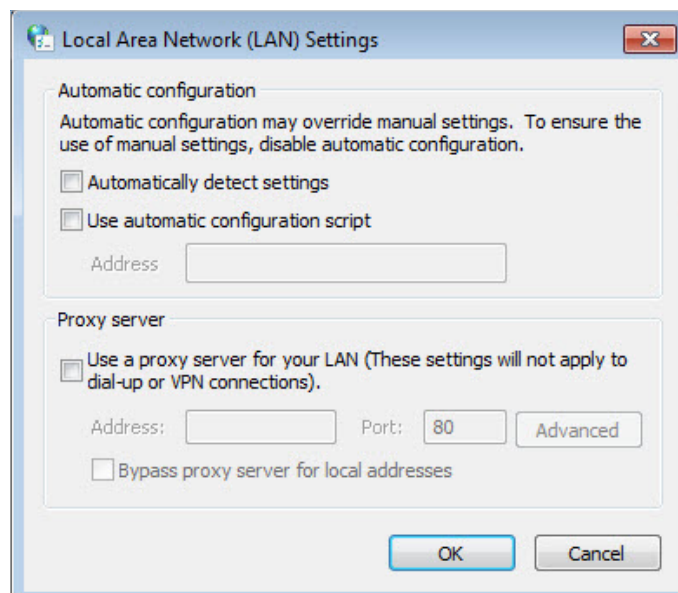 Local Area Network (LAN) Settings
Automatic configuration
Automatic configuration may override manual settings.  To ensure the
use of manual settings, disable automatic configuration.
Automatically detect settings
Use automatic configuration script
Address
Proxy server
Use a proxy server for your LAN (These settings will not apply to
dial-up or VPN connections).
Address: Port: 80 Advanced
Bypass proxy server for local addresses
OK Cancel